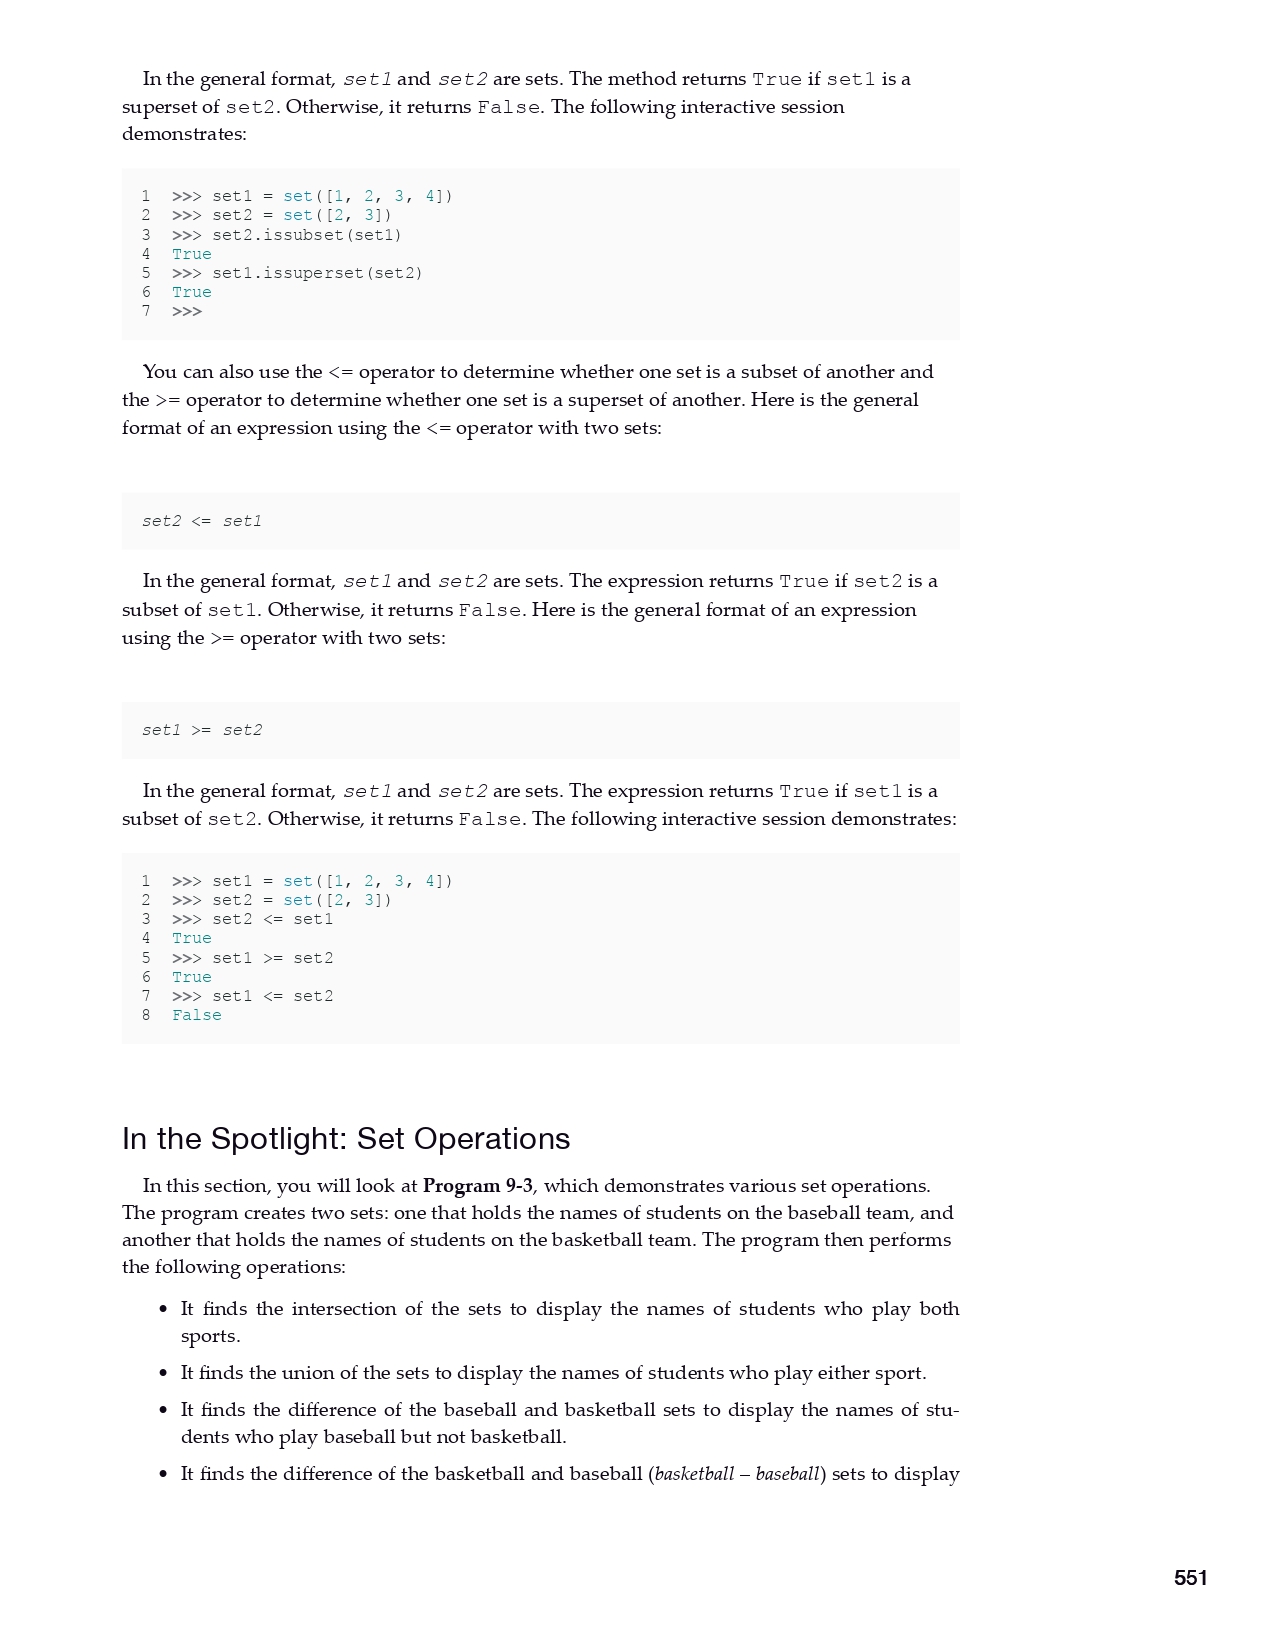 In the general format, set1 and set2 are sets. The method returns True if set1 is a
superset of set2. Otherwise, it returns False. The following interactive session
demonstrates:
1 >>> set1 = set([1, 2, 3, 4])
2 >>> set2 = set([2, 3])
3 >>> set2.issubset(set1)
4 True
5 >>> set1.issuperset(set2)
6 True
7 >>>
You can also use the <= operator to determine whether one set is a subset of another and
the >= operator to determine whether one set is a superset of another. Here is the general
format of an expression using the <= operator with two sets:
set2 <= set1
In the general format, set1 and set2 are sets. The expression returns True if set2 is a
subset of set1. Otherwise, it returns False. Here is the general format of an expression
using the >= operator with two sets:
set1 >= set2
In the general format, set1 and set2 are sets. The expression returns True if set1 is a
subset of set2. Otherwise, it returns False. The following interactive session demonstrates:
1 >>> set1 = set([1, 2, 3, 4])
2 >>> set2 = set([2, 3])
3 >>> set2 <= set1
4 True
5 >>> set1 >= set2
6 True
7 >>> set1 <= set2
8 False
In the Spotlight: Set Operations
In this section, you will look at Program 9-3, which demonstrates various set operations.
The program creates two sets: one that holds the names of students on the baseball team, and
another that holds the names of students on the basketball team. The program then performs
the following operations:
• It finds the intersection of the sets to display the names of students who play both
sports.
• It finds the union of the sets to display the names of students who play either sport.
• It finds the difference of the baseball and basketball sets to display the names of stu-
dents who play baseball but not basketball.
• It finds the difference of the basketball and baseball (basketball – baseball) sets to display
551